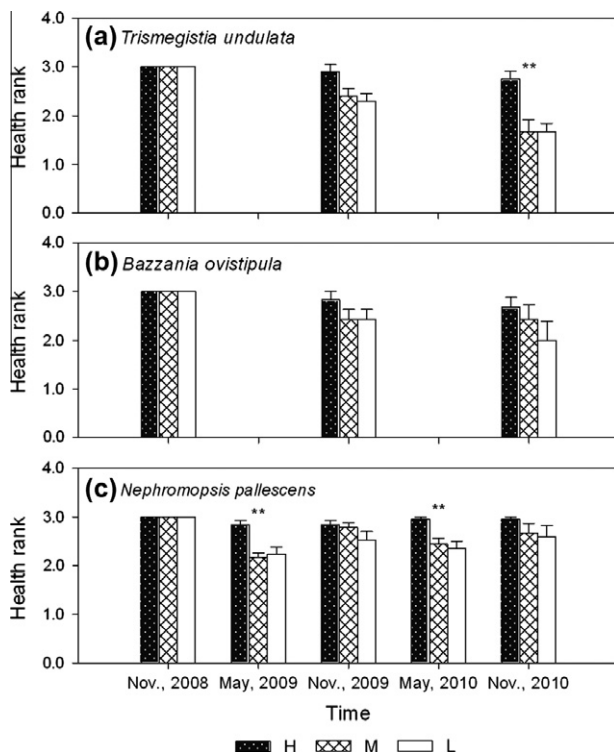 (a) Trismegistia undulata
4.0
3.0
2.0
1.0
0.0
Health rank
**
(b) Bazzania ovistipula
4.0
3.0
2.0
1.0
0.0
Health rank
(c) Nephromopsis pallescens
4.0
3.0
2.0
1.0
0.0
Health rank
** **
Nov., 2008 May, 2009 Nov., 2009 May, 2010 Nov., 2010
Time
H M L